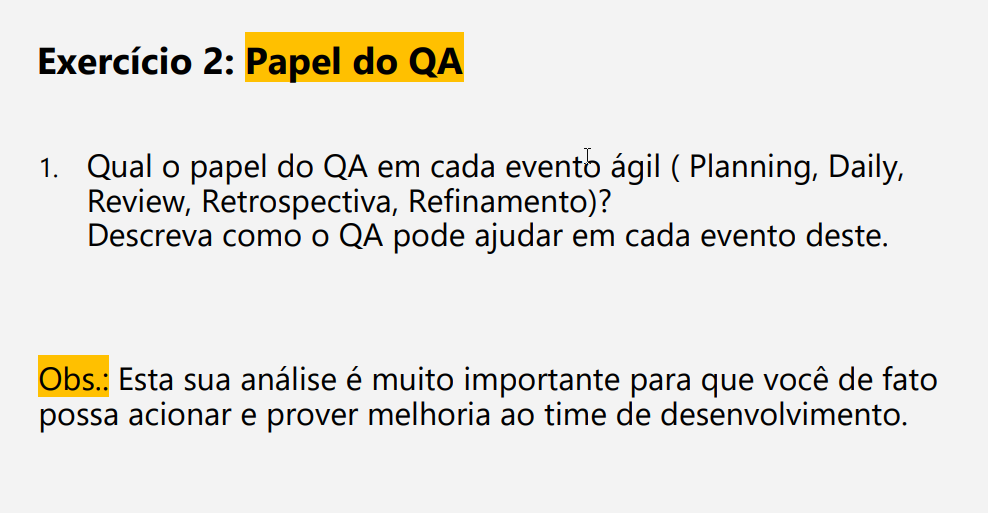 Exercício 2: Papel do QA
1. Qual o papel do QA em cada evento ágil ( Planning, Daily,
Review, Retrospectiva, Refinamento)?
Descreva como o QA pode ajudar em cada evento deste.
Obs.: Esta sua análise é muito importante para que você de fato
possa acionar e prover melhoria ao time de desenvolvimento.